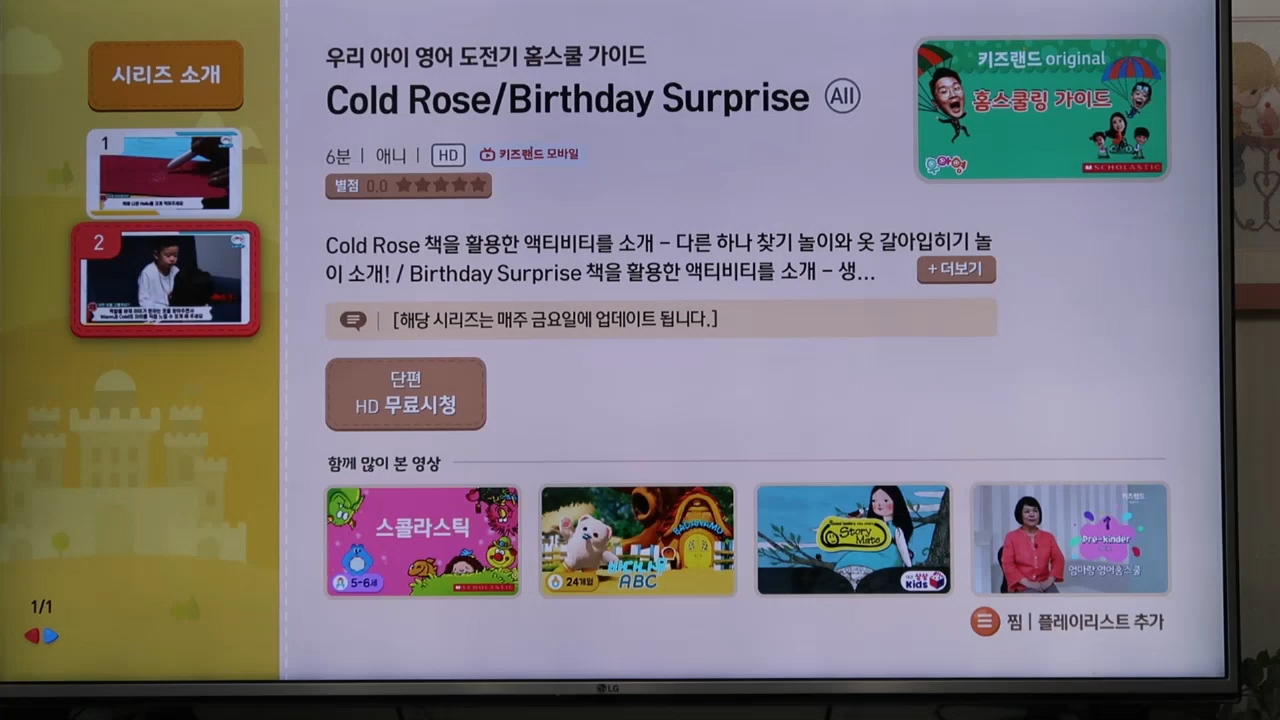 시리즈 소개
1
2
1/1
우리 아이 영어 도전기 홈스쿨 가이드
Cold Rose/Birthday Surprise All
6분 | 애니 | HD 키즈랜드 모바일
별점 0.0
Cold Rose 책을 활용한 액티비티를 소개 – 다른 하나 찾기 놀이와 옷 갈아입히기 놀
이 소개! / Birthday Surprise 책을 활용한 액티비티를 소개 – 생...
+ 더보기
[해당 시리즈는 매주 금요일에 업데이트 됩니다.]
단편
HD 무료시청
키즈랜드 original
홈스쿨링 가이드
SCHOLASTIC
함께 많이 본 영상
스콜라스틱
5-6세
SCHOLASTIC
BADANAMU
바다나무
ABC
24개월
Story
Mate
Kids
키즈랜드
Pre-kinder
엄마랑 영어홈스쿨
찜 | 플레이리스트 추가
LG